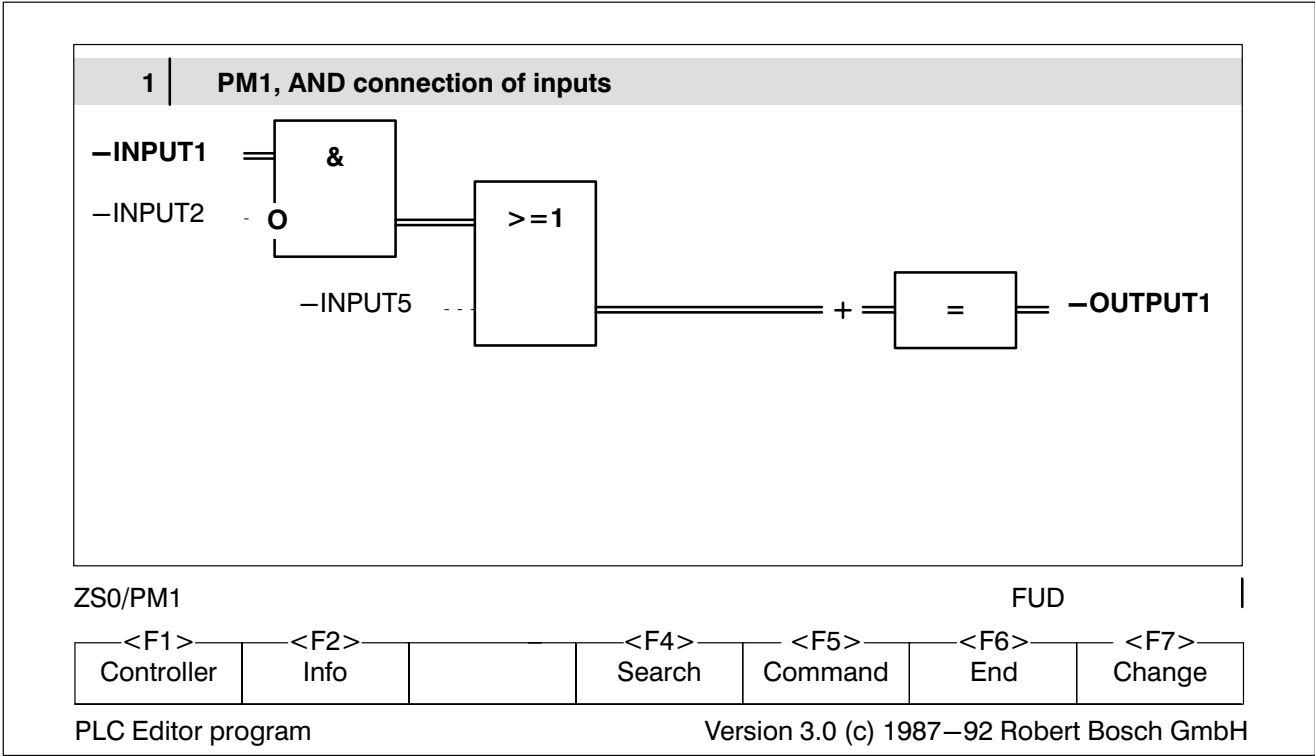 1 PM1, AND connection of inputs
—INPUT1
&
—INPUT2
O
>=1
—INPUT5
+
=
—OUTPUT1
ZS0/PM1 FUD
<F1> <F2> <F4> <F5> <F6> <F7>
Controller Info Search Command End Change
PLC Editor program Version 3.0 (c) 1987—92 Robert Bosch GmbH